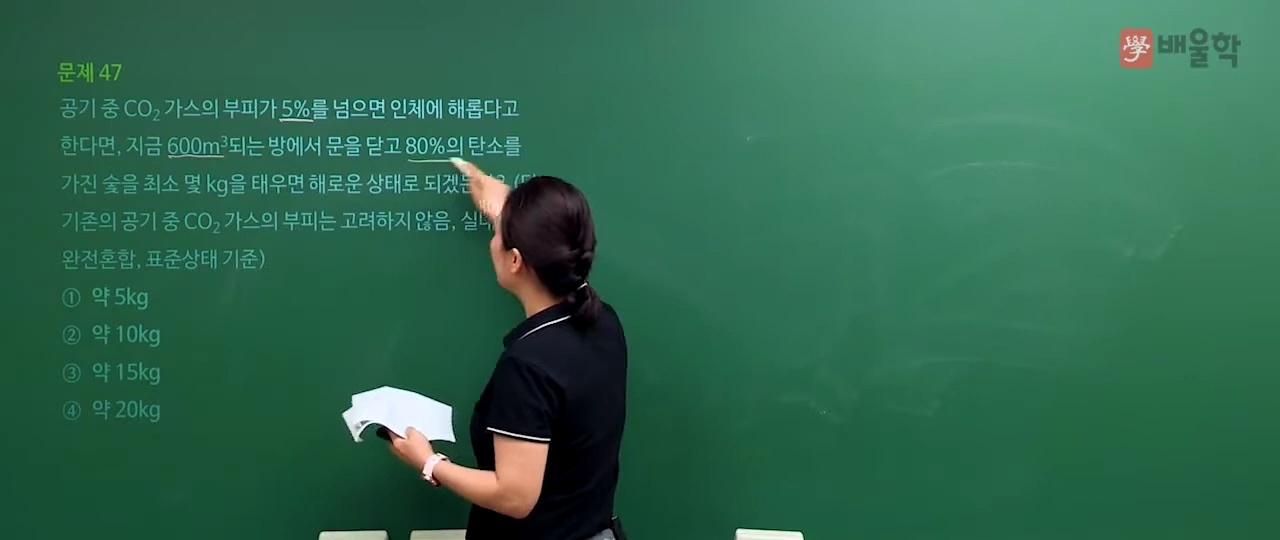 學 배울학
문제 47
공기 중 CO₂ 가스의 부피가 5%를 넘으면 인체에 해롭다고
한다면, 지금 600m³되는 방에서 문을 닫고 80%의 탄소를
가진 숯을 최소 몇 kg을 태우면 해로운 상태로 되겠
기존의 공기 중 CO₂ 가스의 부피는 고려하지 않음,
완전혼합, 표준상태 기준)
① 약 5kg
② 약 10kg
③ 약 15kg
④ 약 20kg